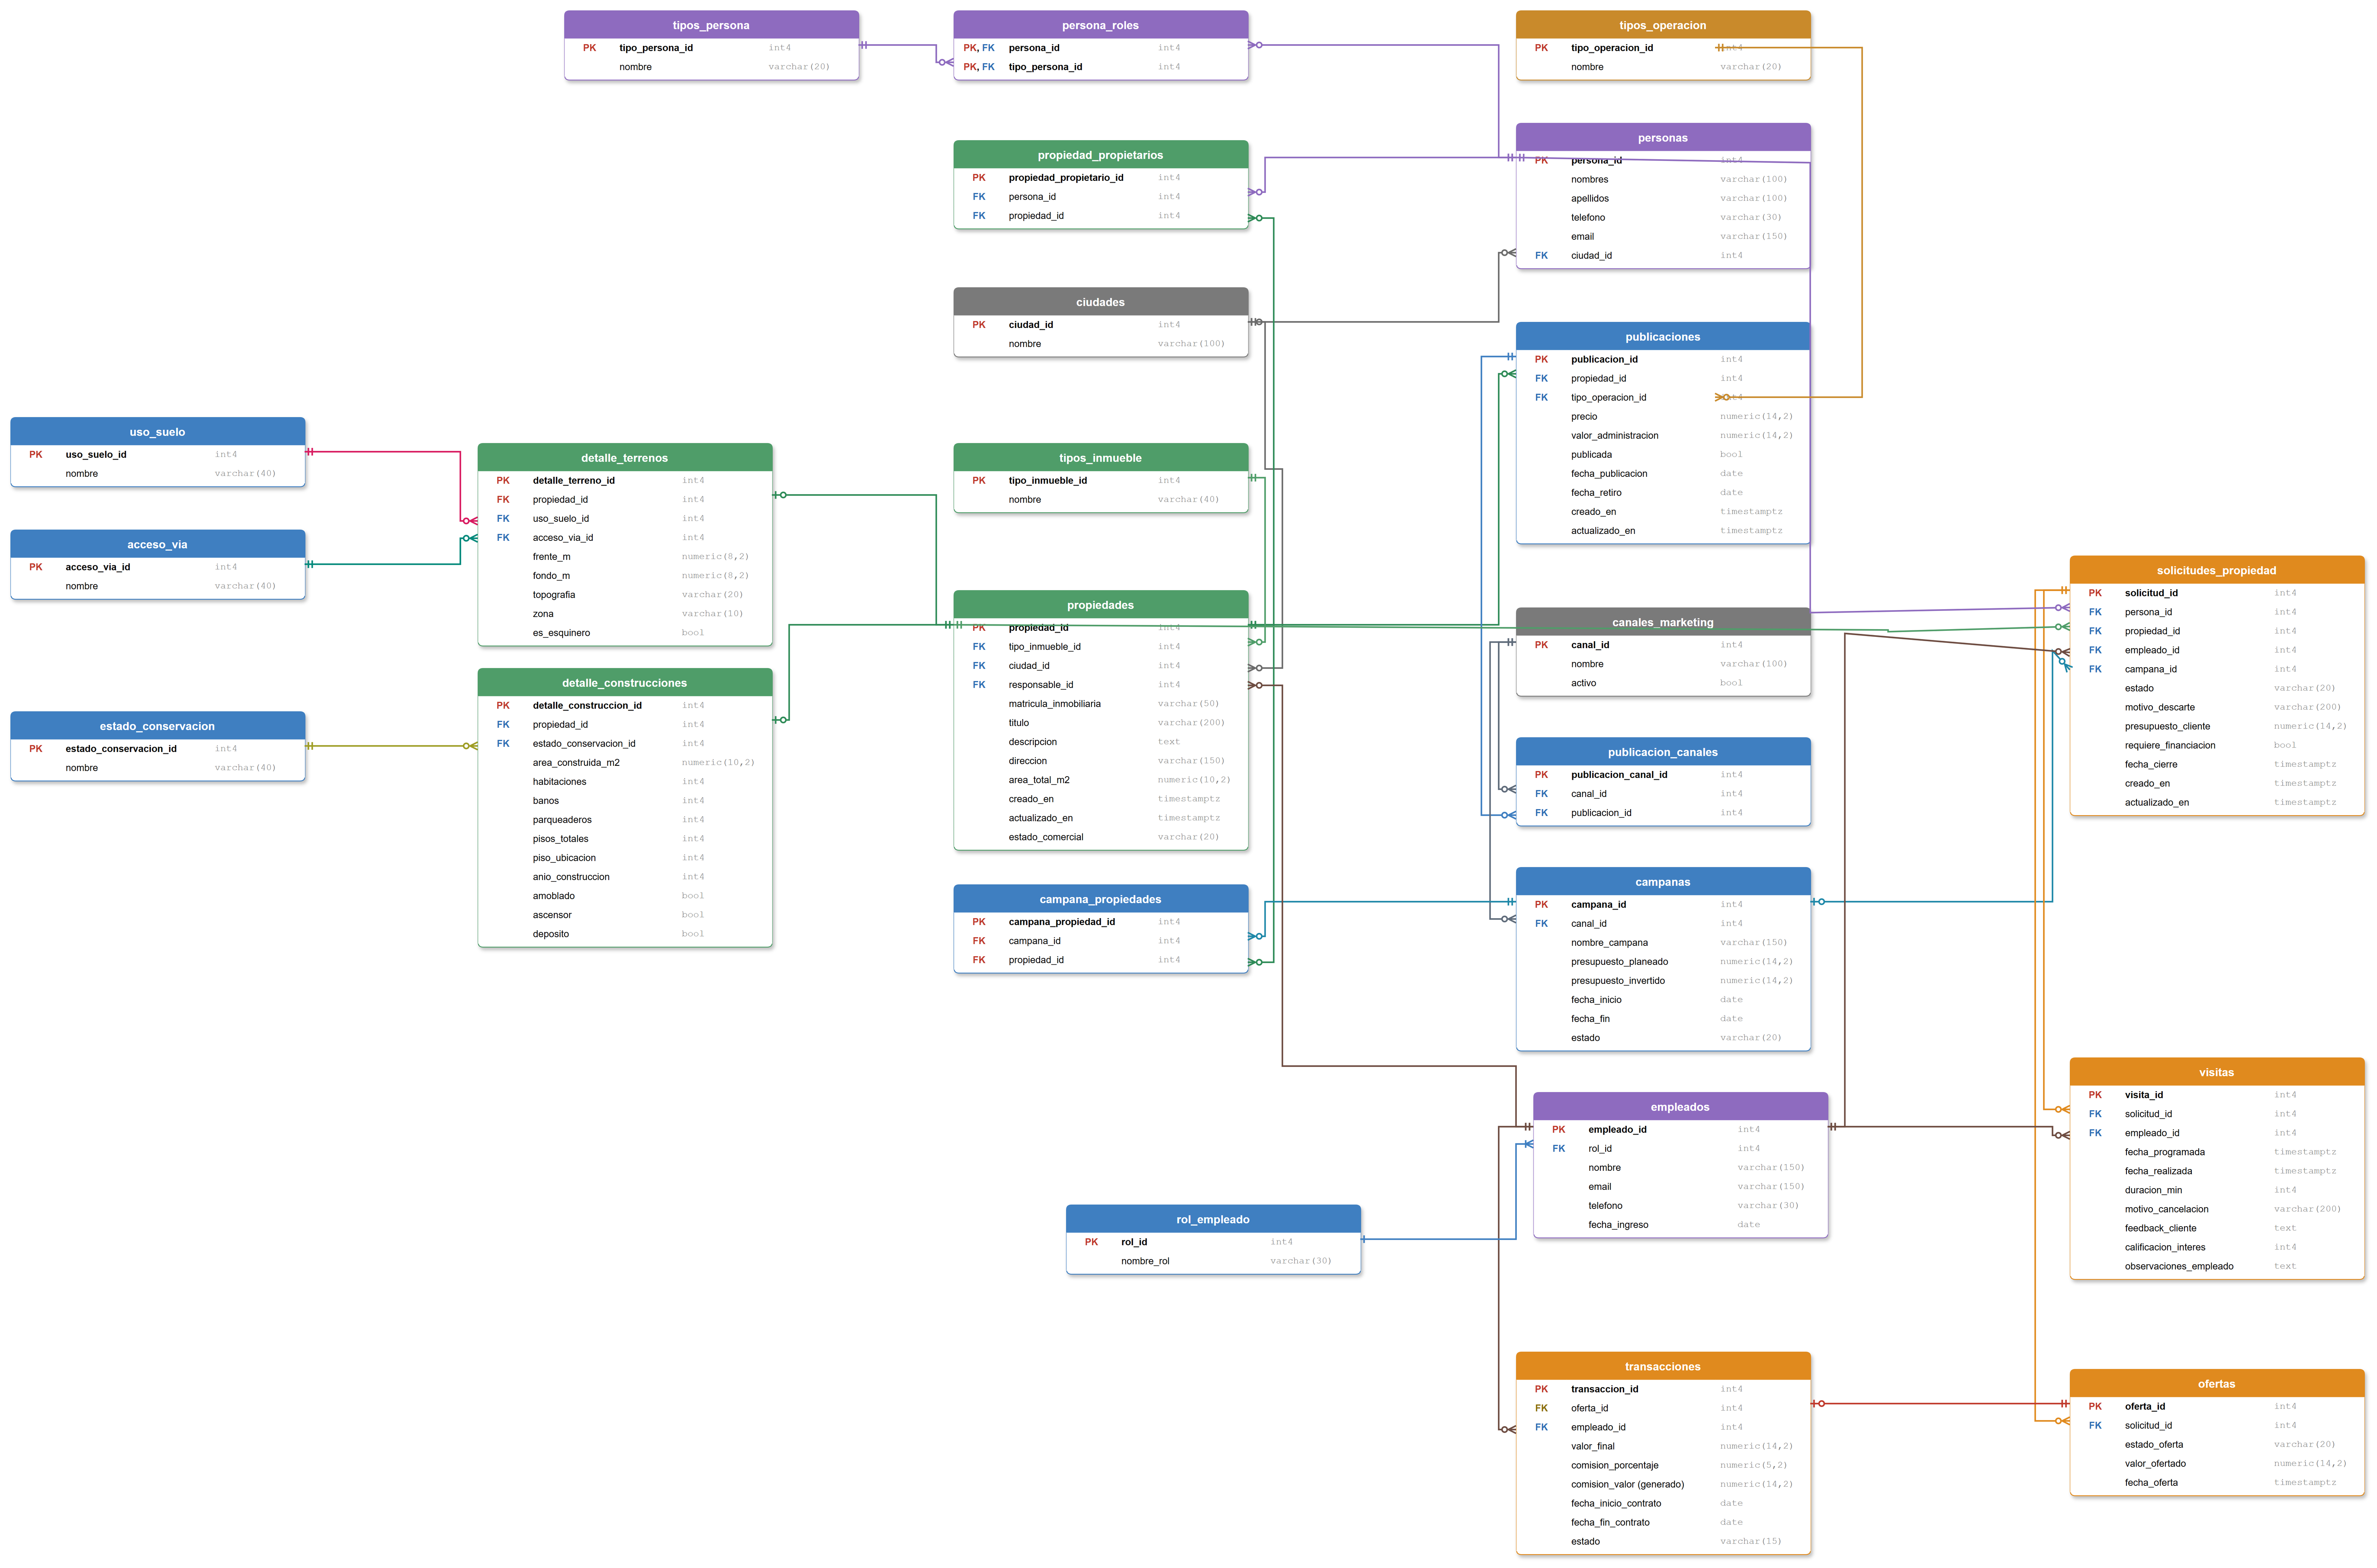 tipos_persona
PK tipo_persona_id int4
nombre varchar(20)
persona_roles
PK, FK persona_id int4
PK, FK tipo_persona_id int4
tipos_operacion
PK tipo_operacion_id int4
nombre varchar(20)
propiedad_propietarios
PK propiedad_propietario_id int4
FK persona_id int4
FK propiedad_id int4
personas
PK persona_id int4
nombres varchar(100)
apellidos varchar(100)
telefono varchar(30)
email varchar(150)
FK ciudad_id int4
ciudades
PK ciudad_id int4
nombre varchar(100)
publicaciones
PK publicacion_id int4
FK propiedad_id int4
FK tipo_operacion_id int4
precio numeric(14,2)
valor_administracion numeric(14,2)
publicada bool
fecha_publicacion date
fecha_retiro date
creado_en timestamptz
actualizado_en timestamptz
uso_suelo
PK uso_suelo_id int4
nombre varchar(40)
acceso_via
PK acceso_via_id int4
nombre varchar(40)
estado_conservacion
PK estado_conservacion_id int4
nombre varchar(40)
detalle_terrenos
PK detalle_terreno_id int4
FK propiedad_id int4
FK uso_suelo_id int4
FK acceso_via_id int4
frente_m numeric(8,2)
fondo_m numeric(8,2)
topografia varchar(20)
zona varchar(10)
es_esquinero bool
detalle_construcciones
PK detalle_construccion_id int4
FK propiedad_id int4
FK estado_conservacion_id int4
area_construida_m2 numeric(10,2)
habitaciones int4
banos int4
parqueaderos int4
pisos_totales int4
piso_ubicacion int4
anio_construccion int4
amoblado bool
ascensor bool
deposito bool
tipos_inmueble
PK tipo_inmueble_id int4
nombre varchar(40)
propiedades
PK propiedad_id int4
FK tipo_inmueble_id int4
FK ciudad_id int4
FK responsable_id int4
matricula_inmobiliaria varchar(50)
titulo varchar(200)
descripcion text
direccion varchar(150)
area_total_m2 numeric(10,2)
creado_en timestamptz
actualizado_en timestamptz
estado_comercial varchar(20)
campana_propiedades
PK campana_propiedad_id int4
FK campana_id int4
FK propiedad_id int4
canales_marketing
PK canal_id int4
nombre varchar(100)
activo bool
publicacion_canales
PK publicacion_canal_id int4
FK canal_id int4
FK publicacion_id int4
campanas
PK campana_id int4
FK canal_id int4
nombre_campana varchar(150)
presupuesto_planeado numeric(14,2)
presupuesto_invertido numeric(14,2)
fecha_inicio date
fecha_fin date
estado varchar(20)
solicitudes_propiedad
PK solicitud_id int4
FK persona_id int4
FK propiedad_id int4
FK empleado_id int4
FK campana_id int4
estado varchar(20)
motivo_descarte varchar(200)
presupuesto_cliente numeric(14,2)
requiere_financiacion bool
fecha_cierre timestamptz
creado_en timestamptz
actualizado_en timestamptz
empleados
PK empleado_id int4
FK rol_id int4
nombre varchar(150)
email varchar(150)
telefono varchar(30)
fecha_ingreso date
rol_empleado
PK rol_id int4
nombre_rol varchar(30)
visitas
PK visita_id int4
FK solicitud_id int4
FK empleado_id int4
fecha_programada timestamptz
fecha_realizada timestamptz
duracion_min int4
motivo_cancelacion varchar(200)
feedback_cliente text
calificacion_interes int4
observaciones_empleado text
transacciones
PK transaccion_id int4
FK oferta_id int4
FK empleado_id int4
valor_final numeric(14,2)
comision_porcentaje numeric(5,2)
comision_valor (generado) numeric(14,2)
fecha_inicio_contrato date
fecha_fin_contrato date
estado varchar(15)
ofertas
PK oferta_id int4
FK solicitud_id int4
estado_oferta varchar(20)
valor_ofertado numeric(14,2)
fecha_oferta timestamptz